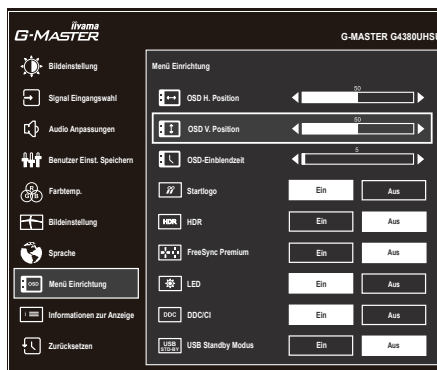 iiyama
G-MASTER
G-MASTER G4380UHSU
Bildeinstellung
Signal Eingangswahl
Audio Anpassungen
Benutzer Einst. Speichern
R
G B
Farbtemp.
Bildeinstellung
Sprache
OSD
Menü Einrichtung
Informationen zur Anzeige
Zurücksetzen
Menü Einrichtung
OSD H. Position
50
OSD V. Position
50
OSD-Einblendzeit
5
Startlogo
Ein
Aus
HDR
HDR
Ein
Aus
FreeSync Premium
Ein
Aus
LED
Ein
Aus
DDC
DDC/CI
Ein
Aus
USB
STD-BY
USB Standby Modus
Ein
Aus